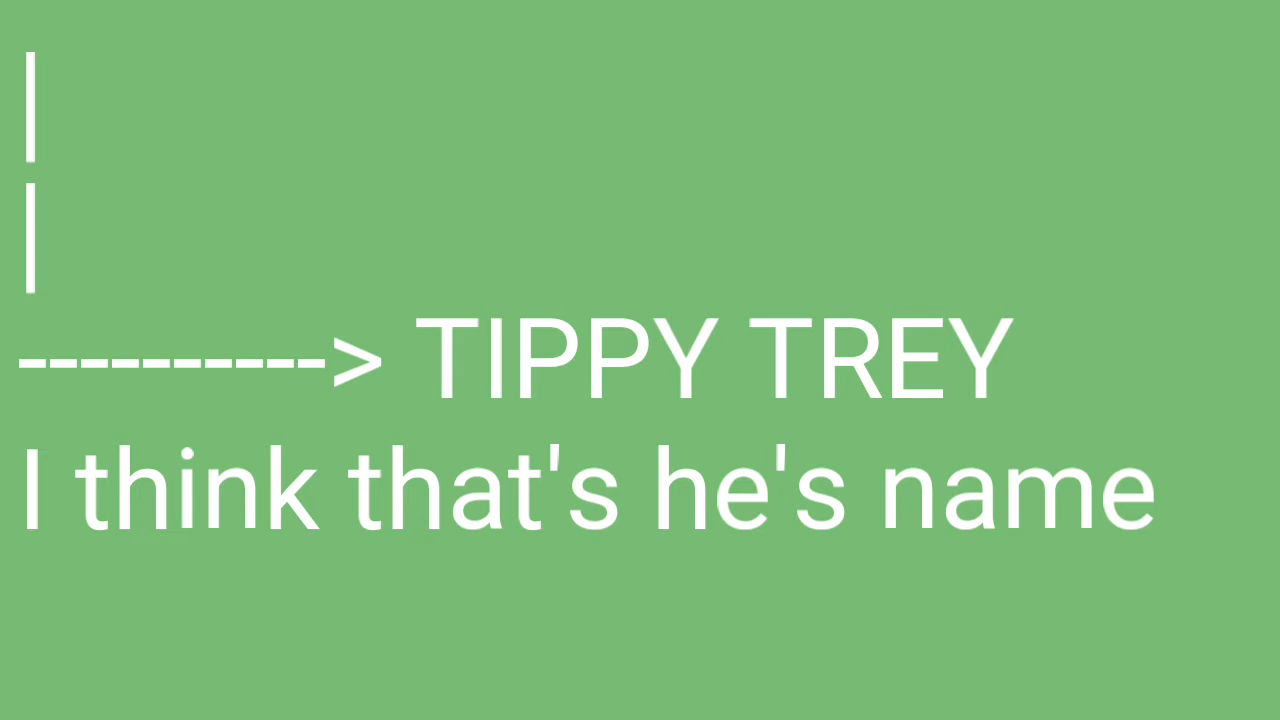 |
|
----------> TIPPY TREY
I think that's he's name